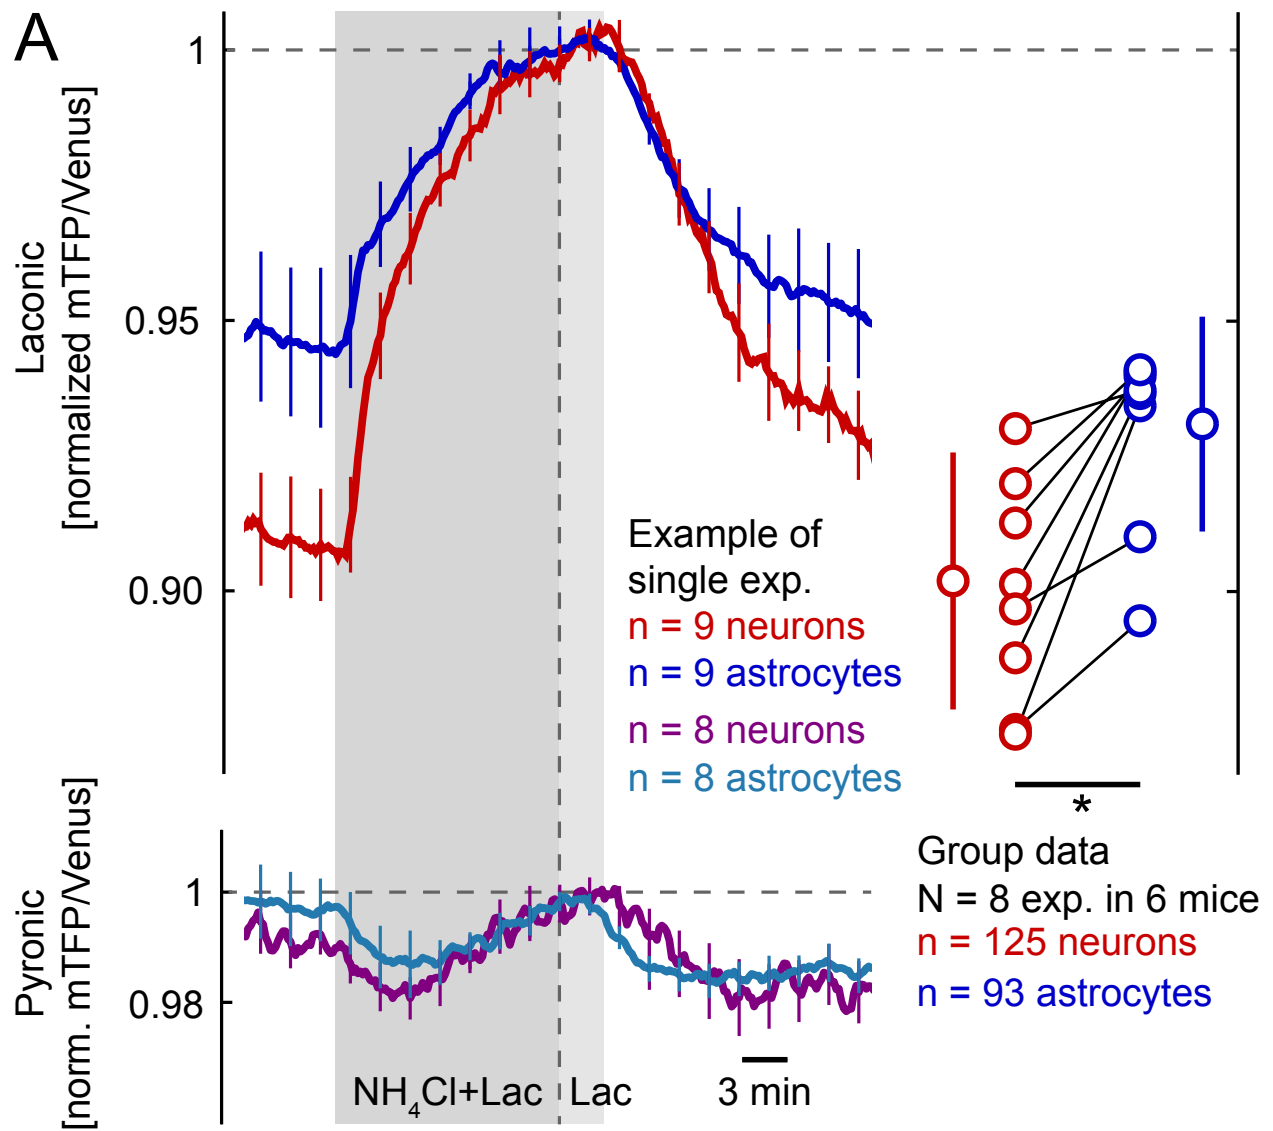 A
Laconic
[normalized mTFP/Venus]
1
0.95
0.90
Example of
single exp.
n = 9 neurons
n = 9 astrocytes
n = 8 neurons
n = 8 astrocytes
*
Group data
N = 8 exp. in 6 mice
n = 125 neurons
n = 93 astrocytes
Pyronic
[norm. mTFP/Venus]
1
0.98
NH₄Cl+Lac
Lac
3 min